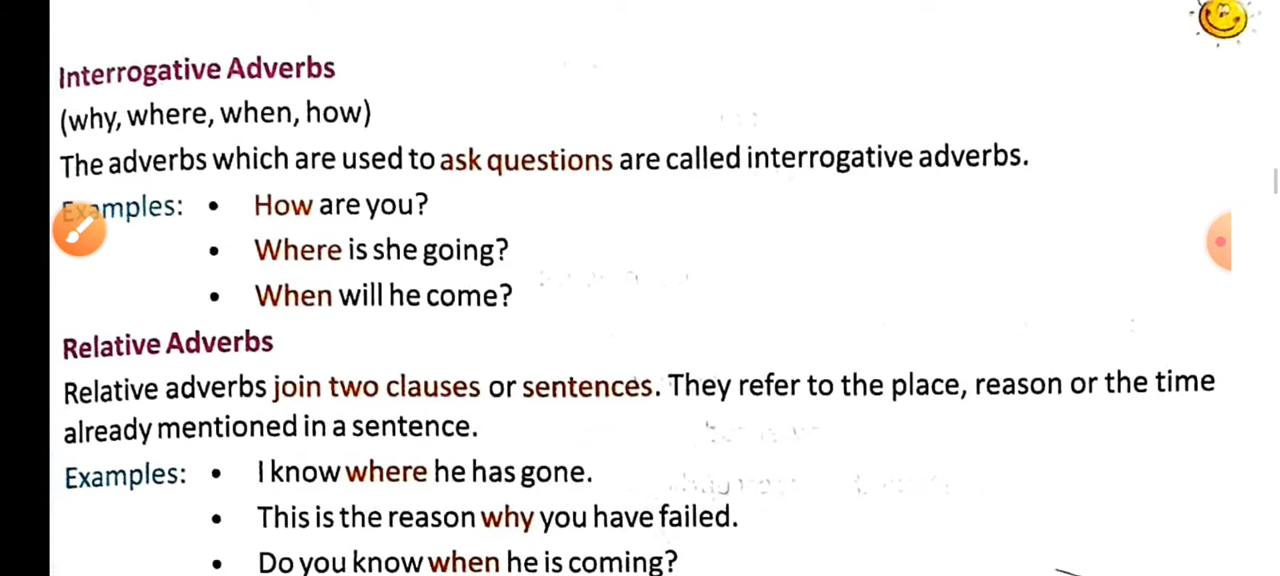 Interrogative Adverbs
(why, where, when, how)
The adverbs which are used to ask questions are called interrogative adverbs.
Examples: • How are you?
• Where is she going?
• When will he come?
Relative Adverbs
Relative adverbs join two clauses or sentences. They refer to the place, reason or the time
already mentioned in a sentence.
Examples: • I know where he has gone.
• This is the reason why you have failed.
• Do you know when he is coming?